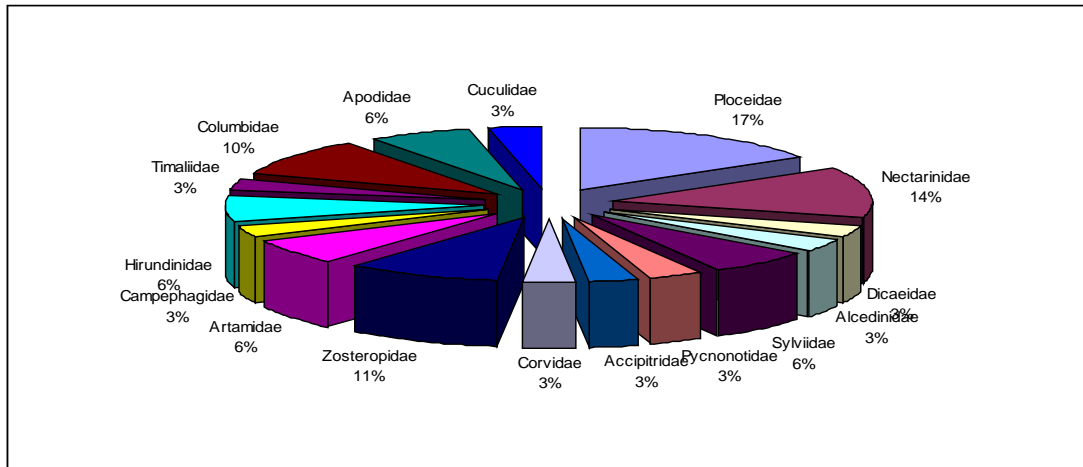 Cuculidae
3%
Ploceidae
17%
Nectarinidae
14%
Dicaeidae
3%
Alcedinidae
3%
Sylviidae
6%
Pycnonotidae
3%
Accipitridae
3%
Corvidae
3%
Zosteropidae
11%
Artamidae
6%
Campephagidae
3%
Hirundinidae
6%
Timaliidae
3%
Columbidae
10%
Apodidae
6%